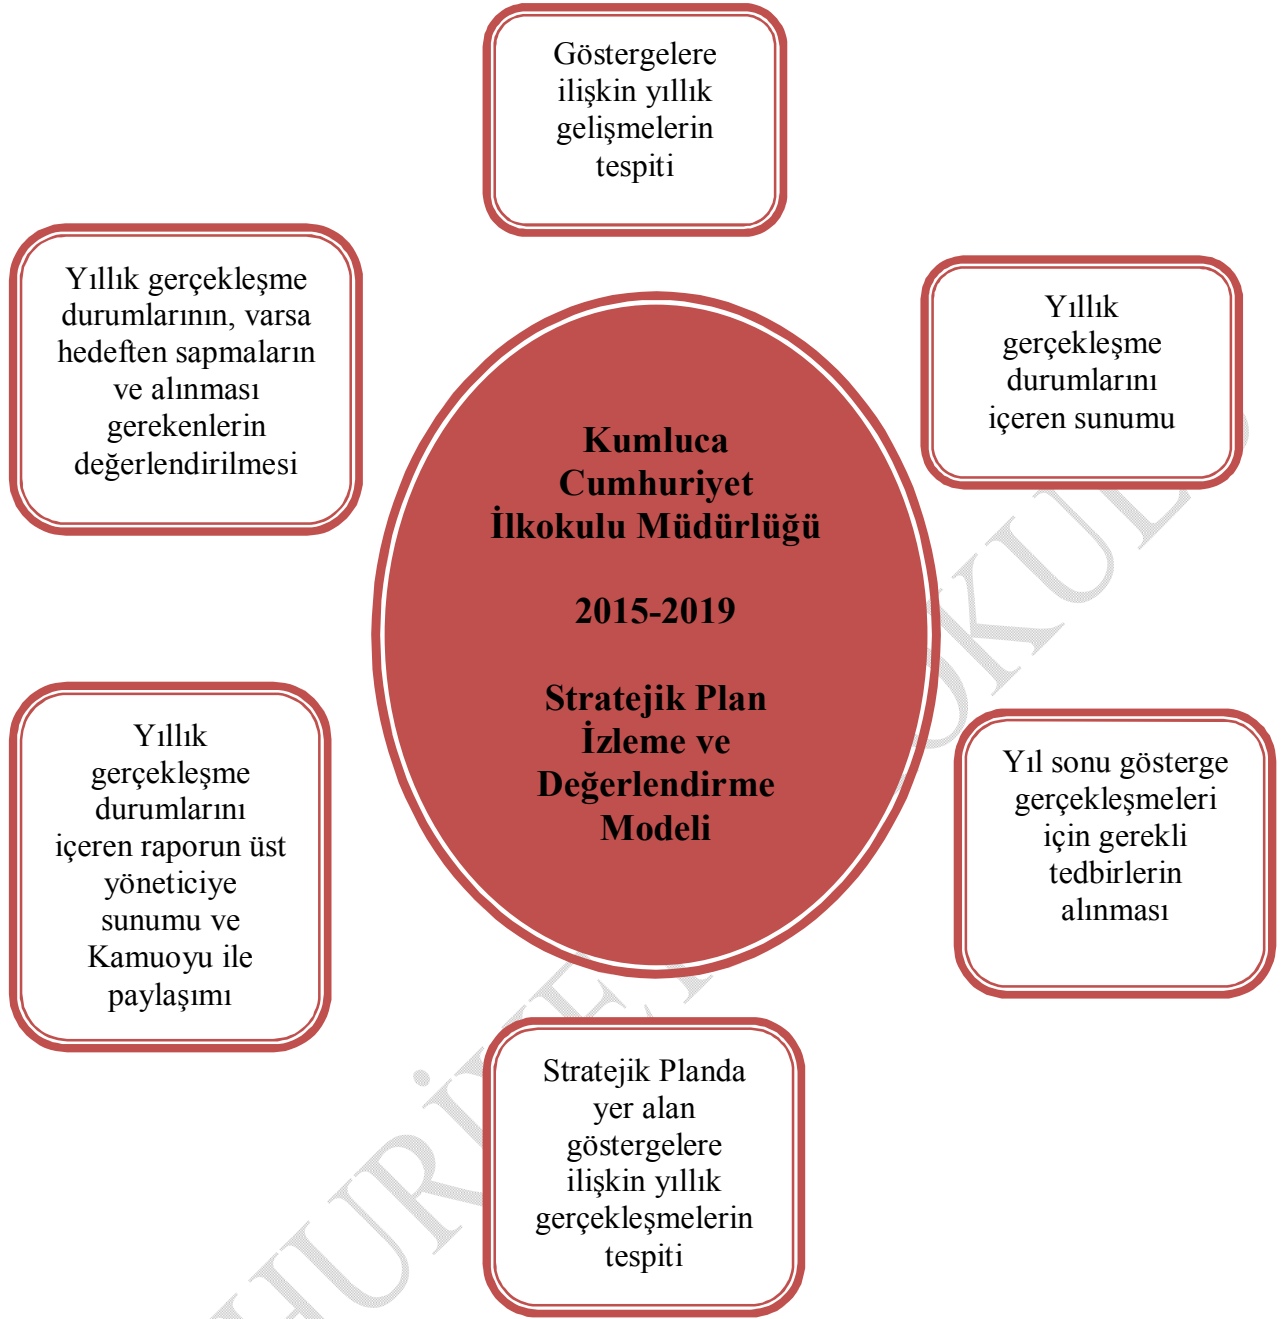 Göstergelere
ilişkin yıllık
gelişmelerin
tespiti
Yıllık gerçekleşme
durumlarının, varsa
hedeften sapmaların
ve alınması
gerekenlerin
değerlendirilmesi
Yıllık
gerçekleşme
durumlarını
içeren sunumu
Kumluca
Cumhuriyet
İlkokulu Müdürlüğü
2015-2019
Stratejik Plan
İzleme ve
Değerlendirme
Modeli
Yıllık
gerçekleşme
durumlarını
içeren raporun üst
yöneticiye
sunumu ve
Kamuoyu ile
paylaşımı
Yıl sonu gösterge
gerçekleşmeleri
için gerekli
tedbirlerin
alınması
Stratejik Planda
yer alan
göstergelere
ilişkin yıllık
gerçekleşmelerin
tespiti